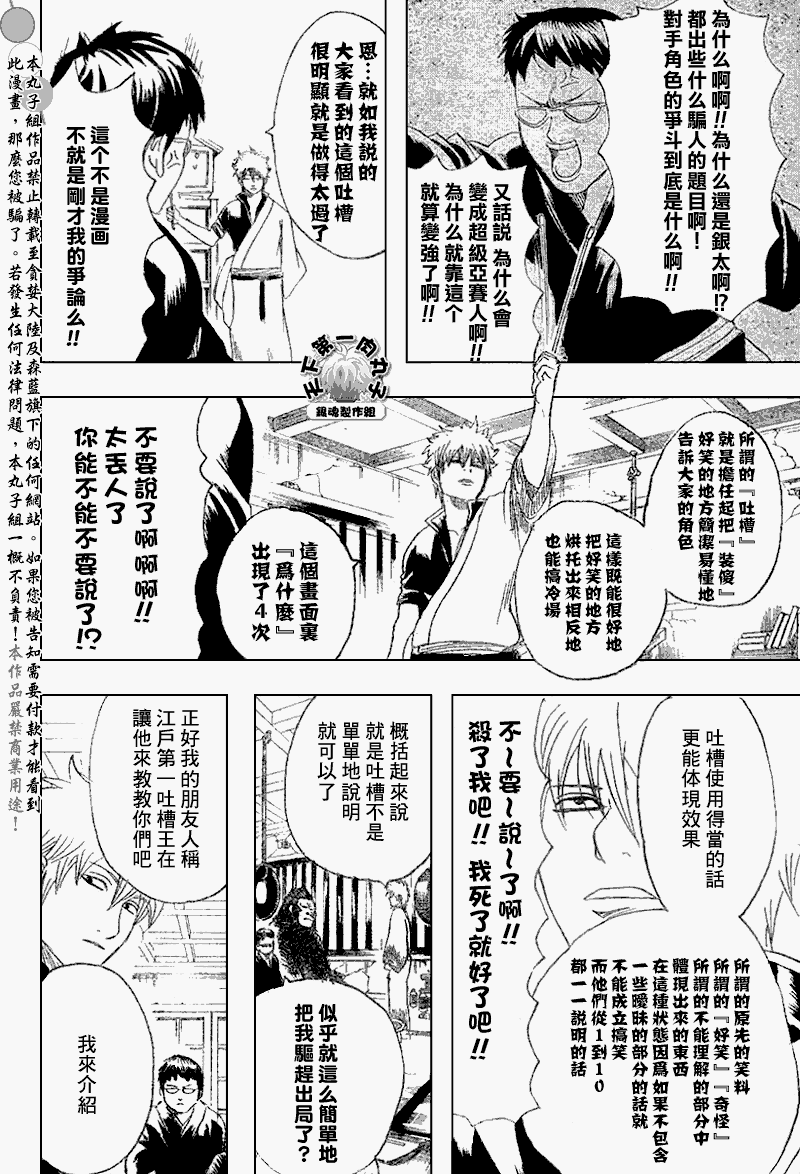 為什么啊啊!!為什么還是銀太啊!?
都出些什么騙人的題目啊!
對手角色的爭斗到底是什么啊!!
又話説 為什么會
變成超級亞賽人啊!!
為什么就靠這个
就算變強了啊!!
恩…就如我説的
大家看到的這個吐槽
很明顯就是做得太過了
這个不是漫画
不就是剛才我的爭論么!!
天下第一肉丸子
銀魂製作組
所謂的『吐槽』
就是擔任起把『裝傻』
好笑的地方簡潔易懂地
告訴大家的角色
這樣既能很好地
把好笑的地方
烘托出來相反地
也能搞冷場
這個畫面裏
『爲什麼』
出現了4次
不要説了啊啊啊!!
太丟人了
你能不能不要説了!?
吐槽使用得當的話
更能体現效果
所謂的原先的笑料
所謂的『好笑』『奇怪』
所謂的不能理解的部分中
體現出來的東西
在這種狀態因爲如果不包含
一些曖昧的部分的話就
不能成立搞笑
而他們從1到10
都一一説明的話
不～要～説～了啊!!
殺了我吧!! 我死了就好了吧!!
概括起來説
就是吐槽不是
單單地説明
就可以了
似乎就這么簡單地
把我驅趕出局了?
正好我的朋友人稱
江戶第一吐槽王在
讓他來教教你們吧
我來介紹
本丸子組作品禁止轉載至貪婪大陸及森藍旗下的任何網站。如果您被告知需要付款才能看到
此漫畫，那麼您被騙了。若發生任何法律問題，本丸子組一概不負責！本作品嚴禁商業用途！